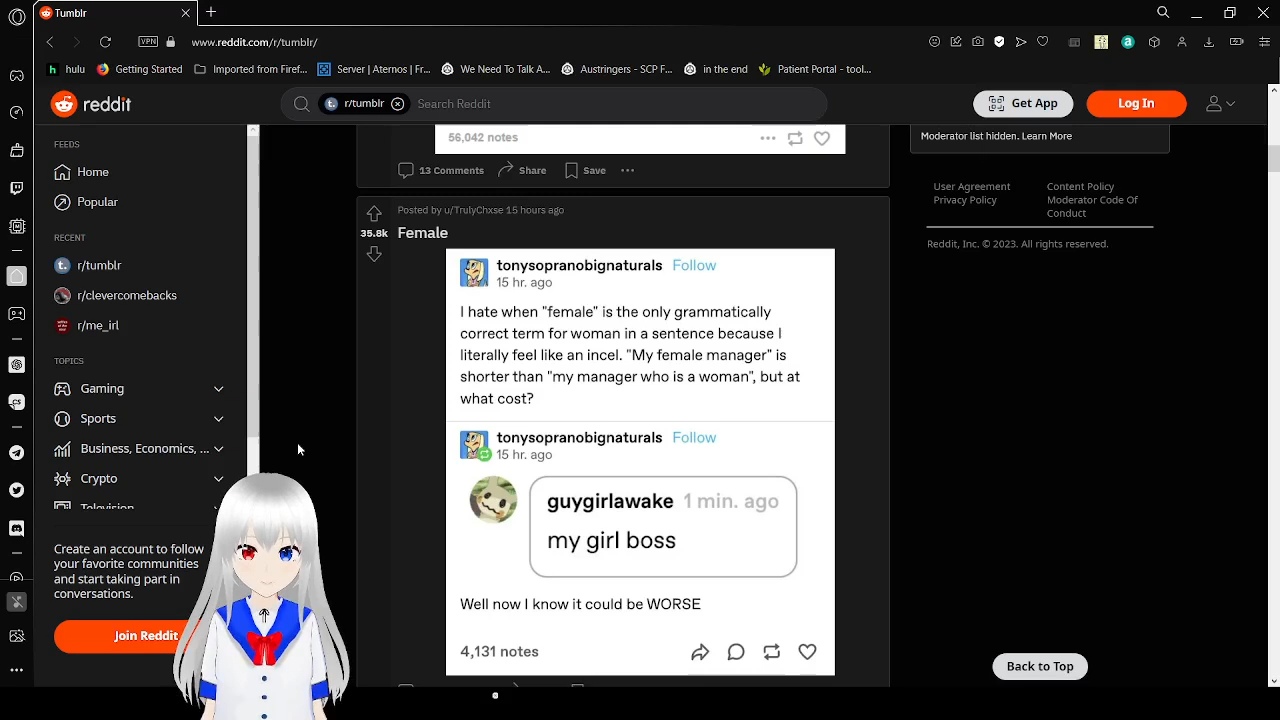 Tumblr
VPN
www.reddit.com/r/tumblr/
hulu
Getting Started
Imported from Firef...
Server | Aternos | Fr...
We Need To Talk A...
Austringers - SCP F...
in the end
Patient Portal - tool...
reddit
r/tumblr
Search Reddit
Get App
Log In
FEEDS
Home
Popular
RECENT
r/tumblr
r/clevercomebacks
r/me_irl
TOPICS
Gaming
Sports
Business, Economics, ...
Crypto
Television
Create an account to follow
your favorite communities
and start taking part in
conversations.
Join Reddit
56,042 notes
13 Comments
Share
Save
Posted by u/TrulyChxse 15 hours ago
35.8k
Female
tonysopranobignaturals Follow
15 hr. ago
I hate when "female" is the only grammatically
correct term for woman in a sentence because I
literally feel like an incel. "My female manager" is
shorter than "my manager who is a woman", but at
what cost?
tonysopranobignaturals Follow
15 hr. ago
guygirlawake 1 min. ago
my girl boss
Well now I know it could be WORSE
4,131 notes
Moderator list hidden. Learn More
User Agreement
Privacy Policy
Content Policy
Moderator Code Of
Conduct
Reddit, Inc. © 2023. All rights reserved.
Back to Top